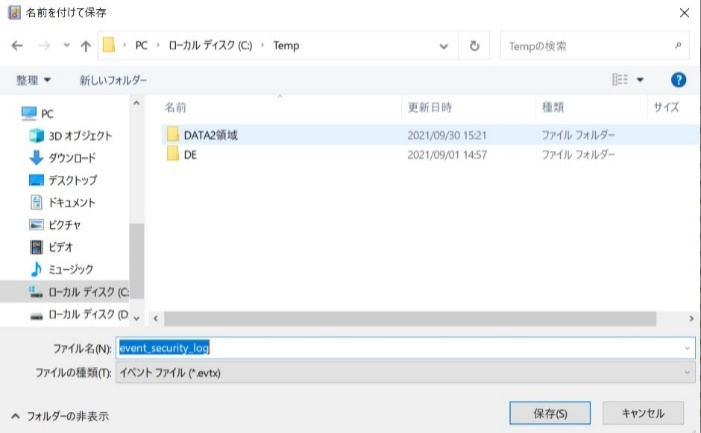 名前を付けて保存
PC › ローカル ディスク (C:) › Temp
Tempの検索
整理 新しいフォルダー
名前 更新日時 種類 サイズ
PC
3D オブジェクト
ダウンロード
デスクトップ
ドキュメント
ピクチャ
ビデオ
ミュージック
ローカル ディスク (C:
ローカル ディスク (D
DATA2領域 2021/09/30 15:21 ファイル フォルダー
DE 2021/09/01 14:57 ファイル フォルダー
ファイル名(N): event_security_log
ファイルの種類(T): イベント ファイル (*.evtx)
フォルダーの非表示
保存(S) キャンセル